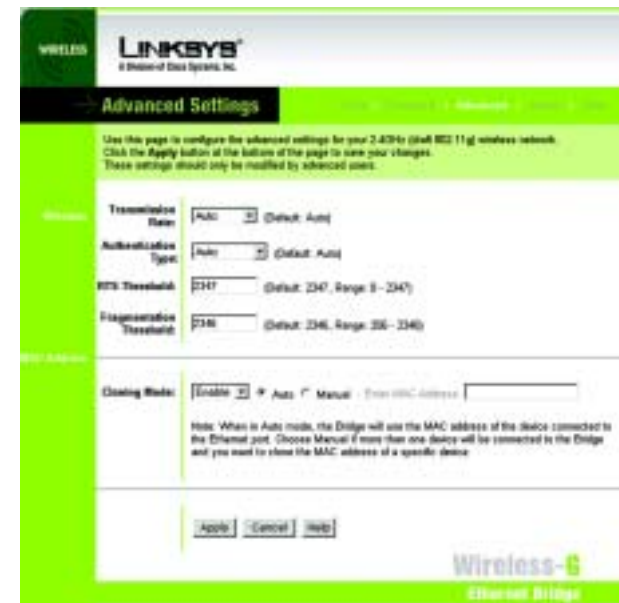 WIRELESS
LINKSYS
A Division of Cisco Systems, Inc.
Advanced Settings
Use this page to configure the advanced settings for your 2.4GHz (draft 802.11g) wireless network.
Click the Apply button at the bottom of the page to save your changes.
These settings should only be modified by advanced users.
Wireless
Transmission Rate: Auto (Default: Auto)
Authentication Type: Auto (Default: Auto)
RTS Threshold: 2347 (Default: 2347, Range: 0 - 2347)
Fragmentation Threshold: 2346 (Default: 2346, Range: 256 - 2346)
MAC Address
Cloning Mode: Enable Auto Manual Enter MAC Address
Note: When in Auto mode, the Bridge will use the MAC address of the device connected to
the Ethernet port. Choose Manual if more than one device will be connected to the Bridge
and you want to clone the MAC address of a specific device.
Apply Cancel Help
Wireless-G
Ethernet Bridge